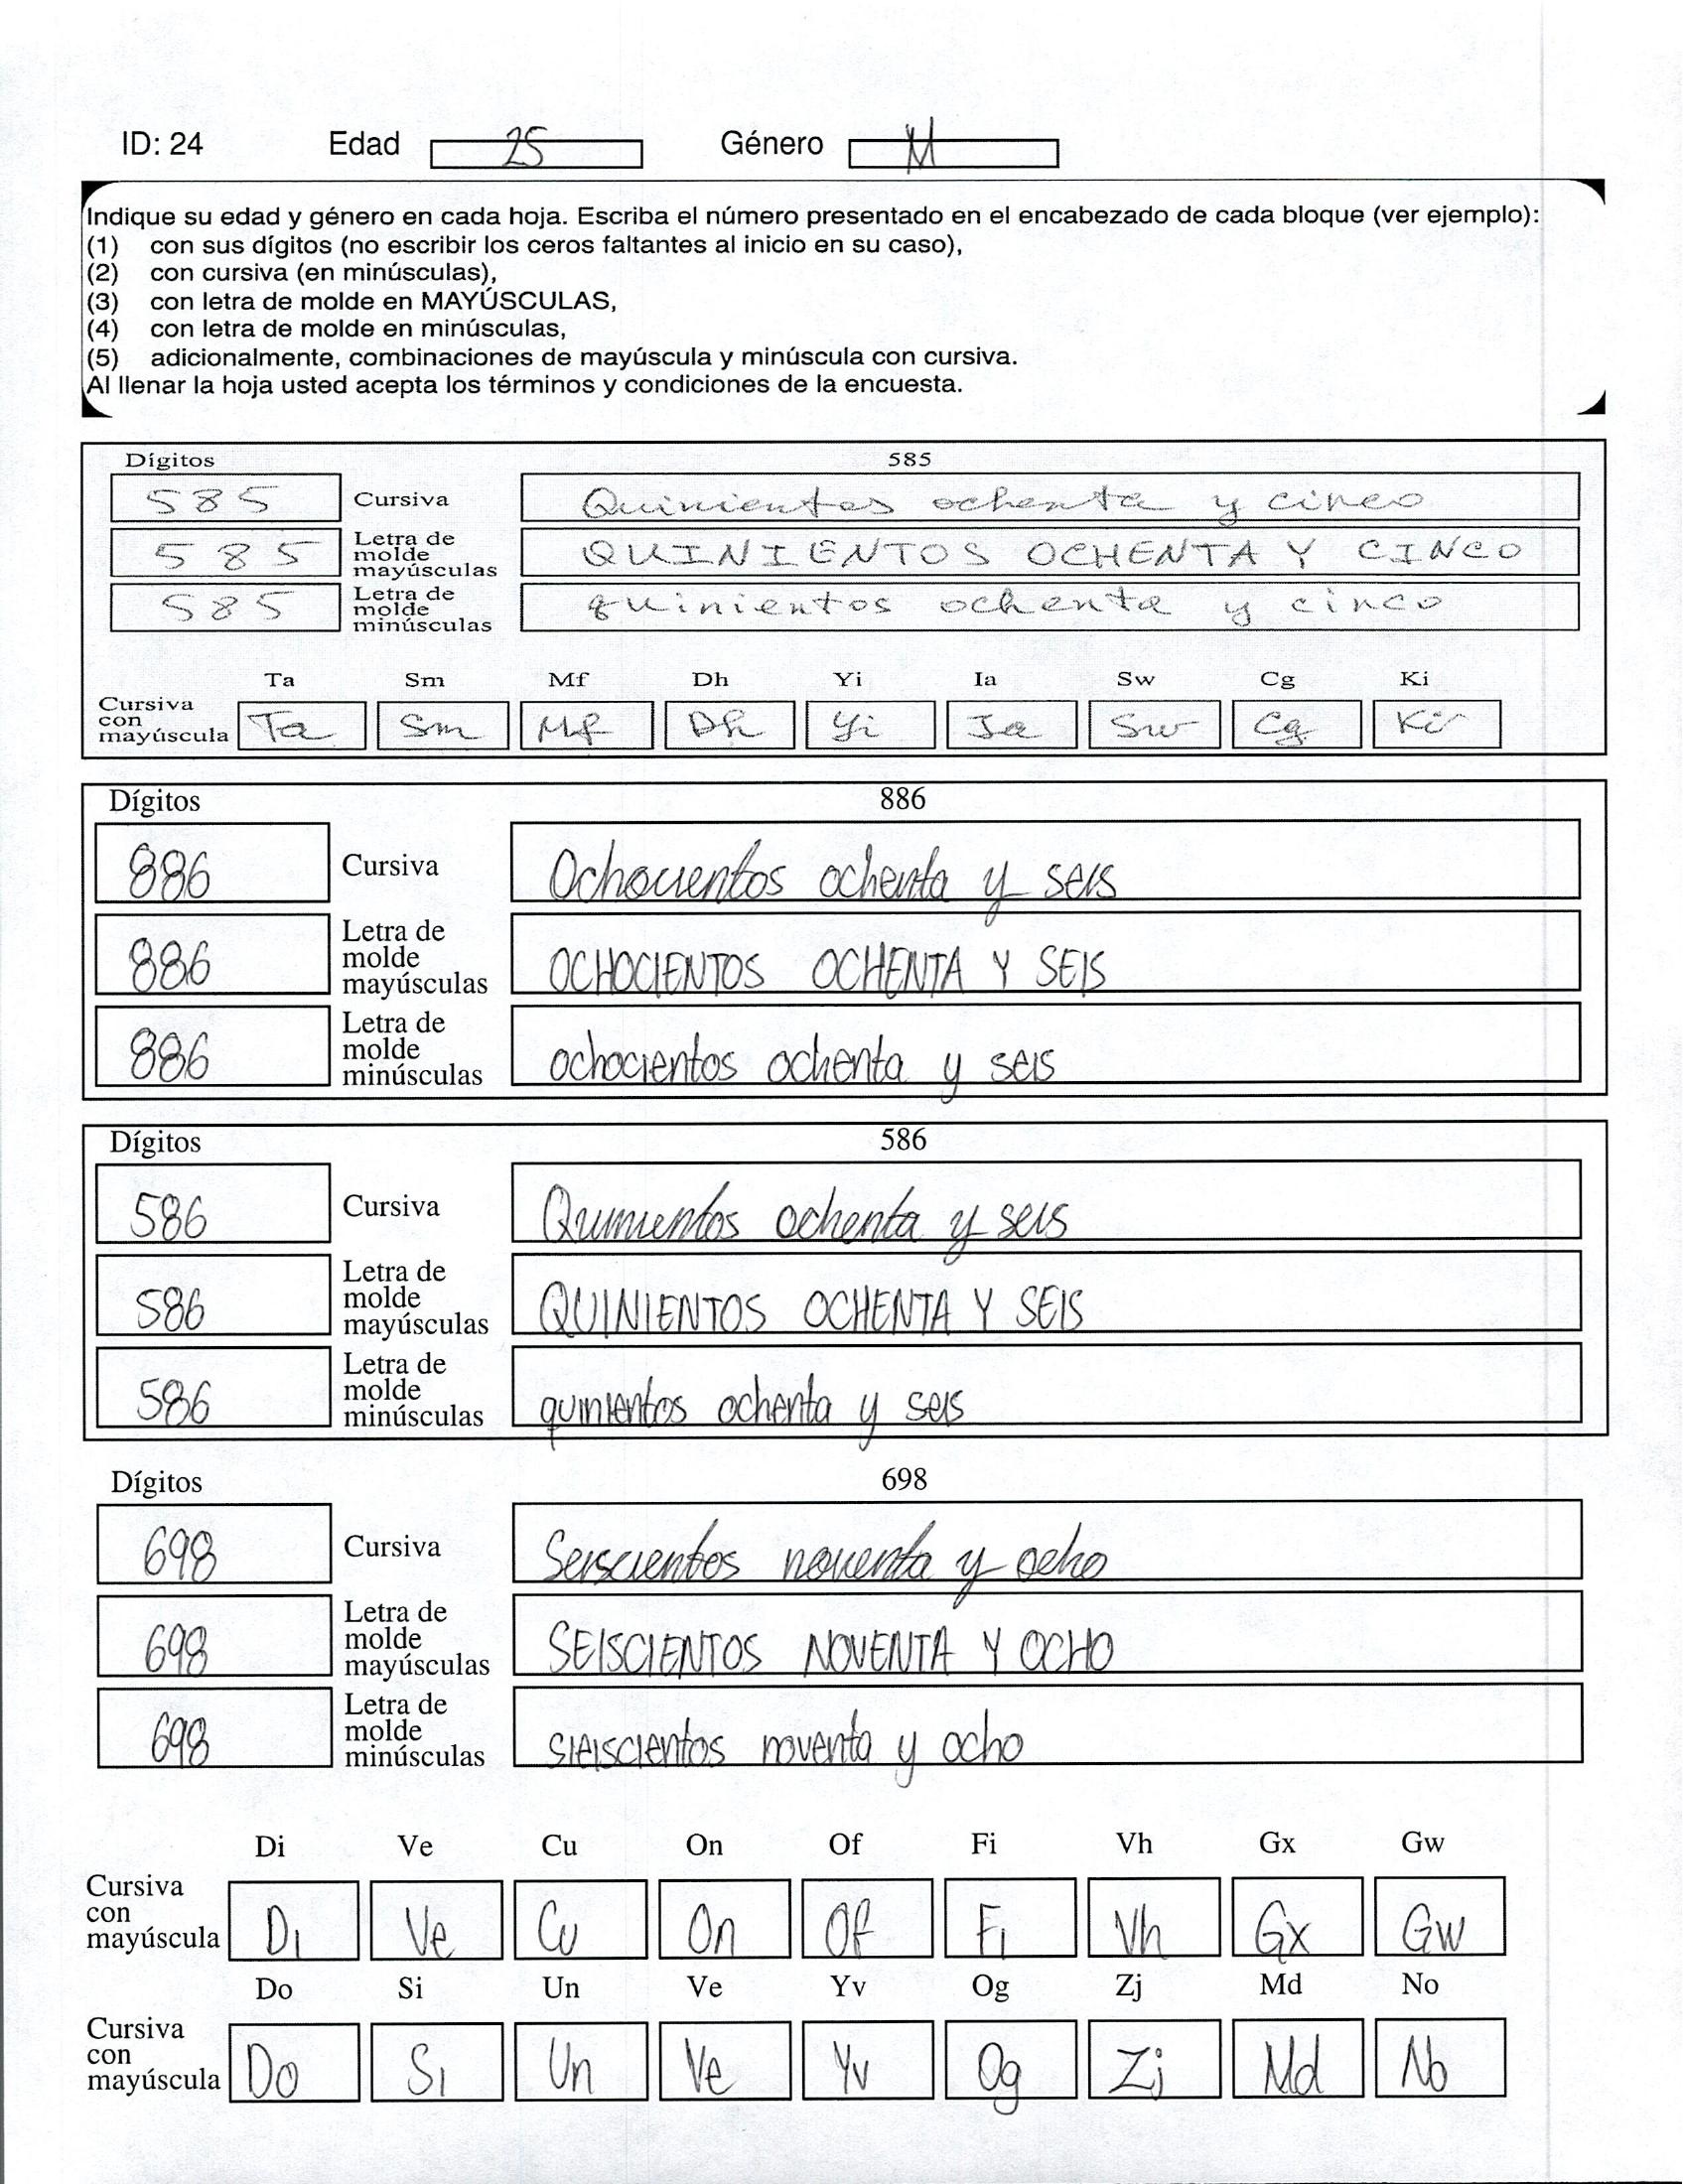 ID: 24 Edad 25 Género M
Indique su edad y género en cada hoja. Escriba el número presentado en el encabezado de cada bloque (ver ejemplo):
(1) con sus dígitos (no escribir los ceros faltantes al inicio en su caso),
(2) con cursiva (en minúsculas),
(3) con letra de molde en MAYÚSCULAS,
(4) con letra de molde en minúsculas,
(5) adicionalmente, combinaciones de mayúscula y minúscula con cursiva.
Al llenar la hoja usted acepta los términos y condiciones de la encuesta.
Dígitos 585
585 Cursiva Quinientos ochenta y cinco
585 Letra de molde mayúsculas QUINIENTOS OCHENTA Y CINCO
585 Letra de molde minúsculas quinientos ochenta y cinco
Ta Sm Mf Dh Yi Ia Sw Cg Ki
Cursiva con mayúscula Ta Sm Mf Dh Yi Ia Sw Cg Ki
Dígitos 886
886 Cursiva Ochocientos ochenta y seis
886 Letra de molde mayúsculas OCHOCIENTOS OCHENTA Y SEIS
886 Letra de molde minúsculas ochocientos ochenta y seis
Dígitos 586
586 Cursiva Quinientos ochenta y seis
586 Letra de molde mayúsculas QUINIENTOS OCHENTA Y SEIS
586 Letra de molde minúsculas quinientos ochenta y seis
Dígitos 698
698 Cursiva Seiscientos noventa y ocho
698 Letra de molde mayúsculas SEISCIENTOS NOVENTA Y OCHO
698 Letra de molde minúsculas sieiscientos noventa y ocho
Di Ve Cu On Of Fi Vh Gx Gw
Cursiva con mayúscula Di Ve Cu On Of Fi Vh Gx Gw
Do Si Un Ve Yv Og Zj Md No
Cursiva con mayúscula Do Si Un Ve Yv Og Zj Md No